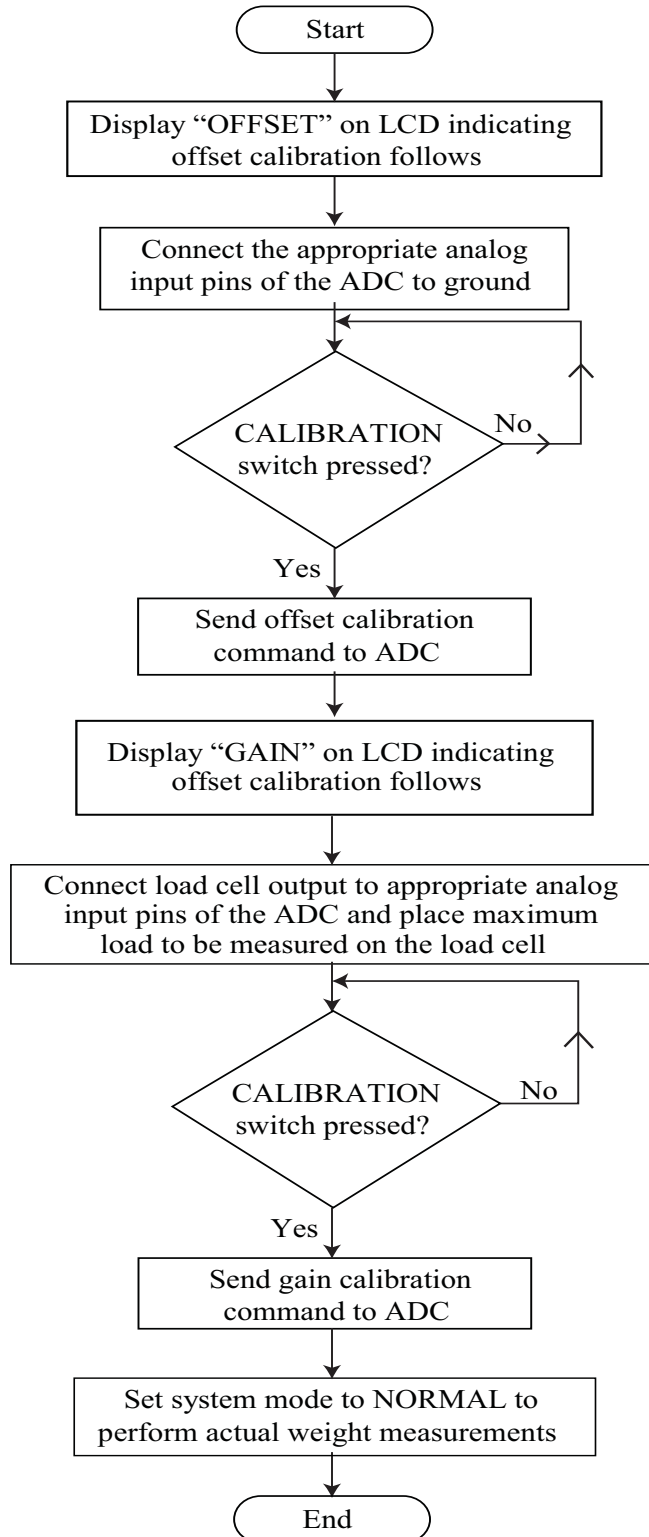 Start
Display “OFFSET” on LCD indicating
offset calibration follows
Connect the appropriate analog
input pins of the ADC to ground
No
CALIBRATION
switch pressed?
Yes
Send offset calibration
command to ADC
Display “GAIN” on LCD indicating
offset calibration follows
Connect load cell output to appropriate analog
input pins of the ADC and place maximum
load to be measured on the load cell
CALIBRATION
No
switch pressed?
Yes
Send gain calibration
command to ADC
Set system mode to NORMAL to
perform actual weight measurements
End